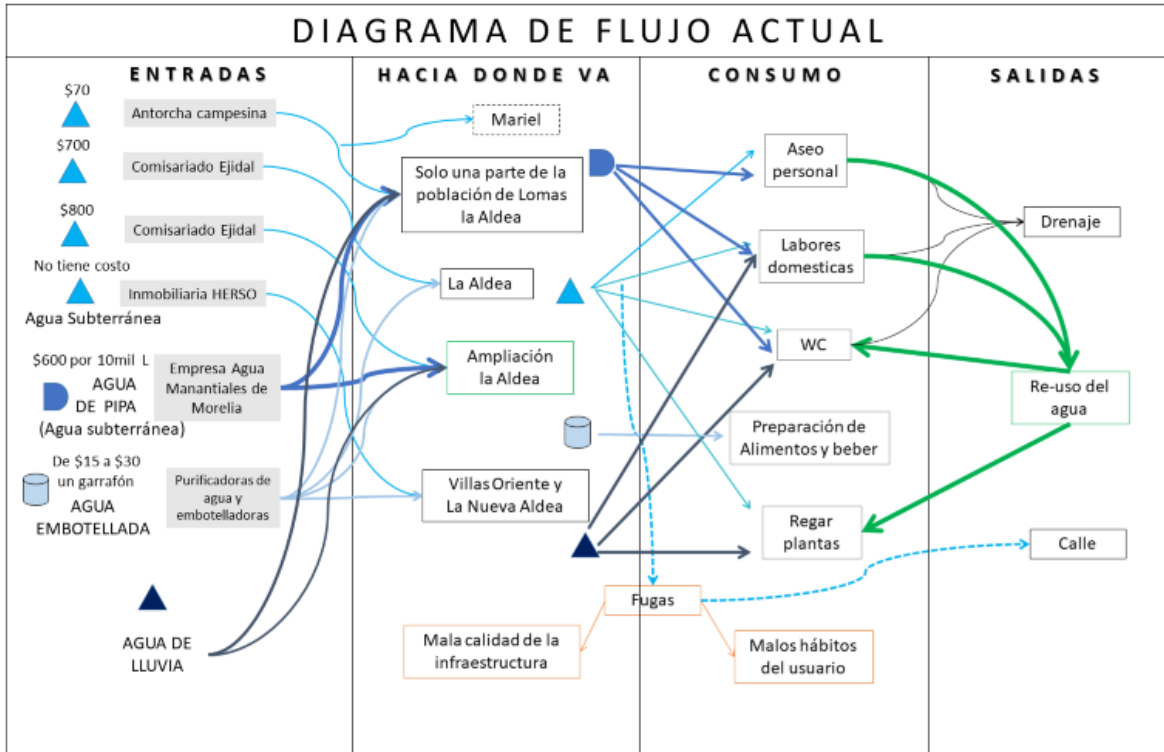 DIAGRAMA DE FLUJO ACTUAL
ENTRADAS
$70
Antorcha campesina
$700
Comisariado Ejidal
$800
Comisariado Ejidal
No tiene costo
Inmobiliaria HERSO
Agua Subterránea
$600 por 10mil L
AGUA
DE PIPA
(Agua subterránea)
Empresa Agua
Manantiales de
Morelia
De $15 a $30
un garrafón
AGUA
EMBOTELLADA
Purificadoras de
agua y
embotelladoras
AGUA DE
LLUVIA
HACIA DONDE VA
Mariel
Solo una parte de la
población de Lomas
la Aldea
La Aldea
Ampliación
la Aldea
Villas Oriente y
La Nueva Aldea
Fugas
Mala calidad de la
infraestructura
Malos hábitos
del usuario
CONSUMO
Aseo
personal
Labores
domesticas
WC
Preparación de
Alimentos y beber
Regar
plantas
SALIDAS
Drenaje
Re-uso del
agua
Calle